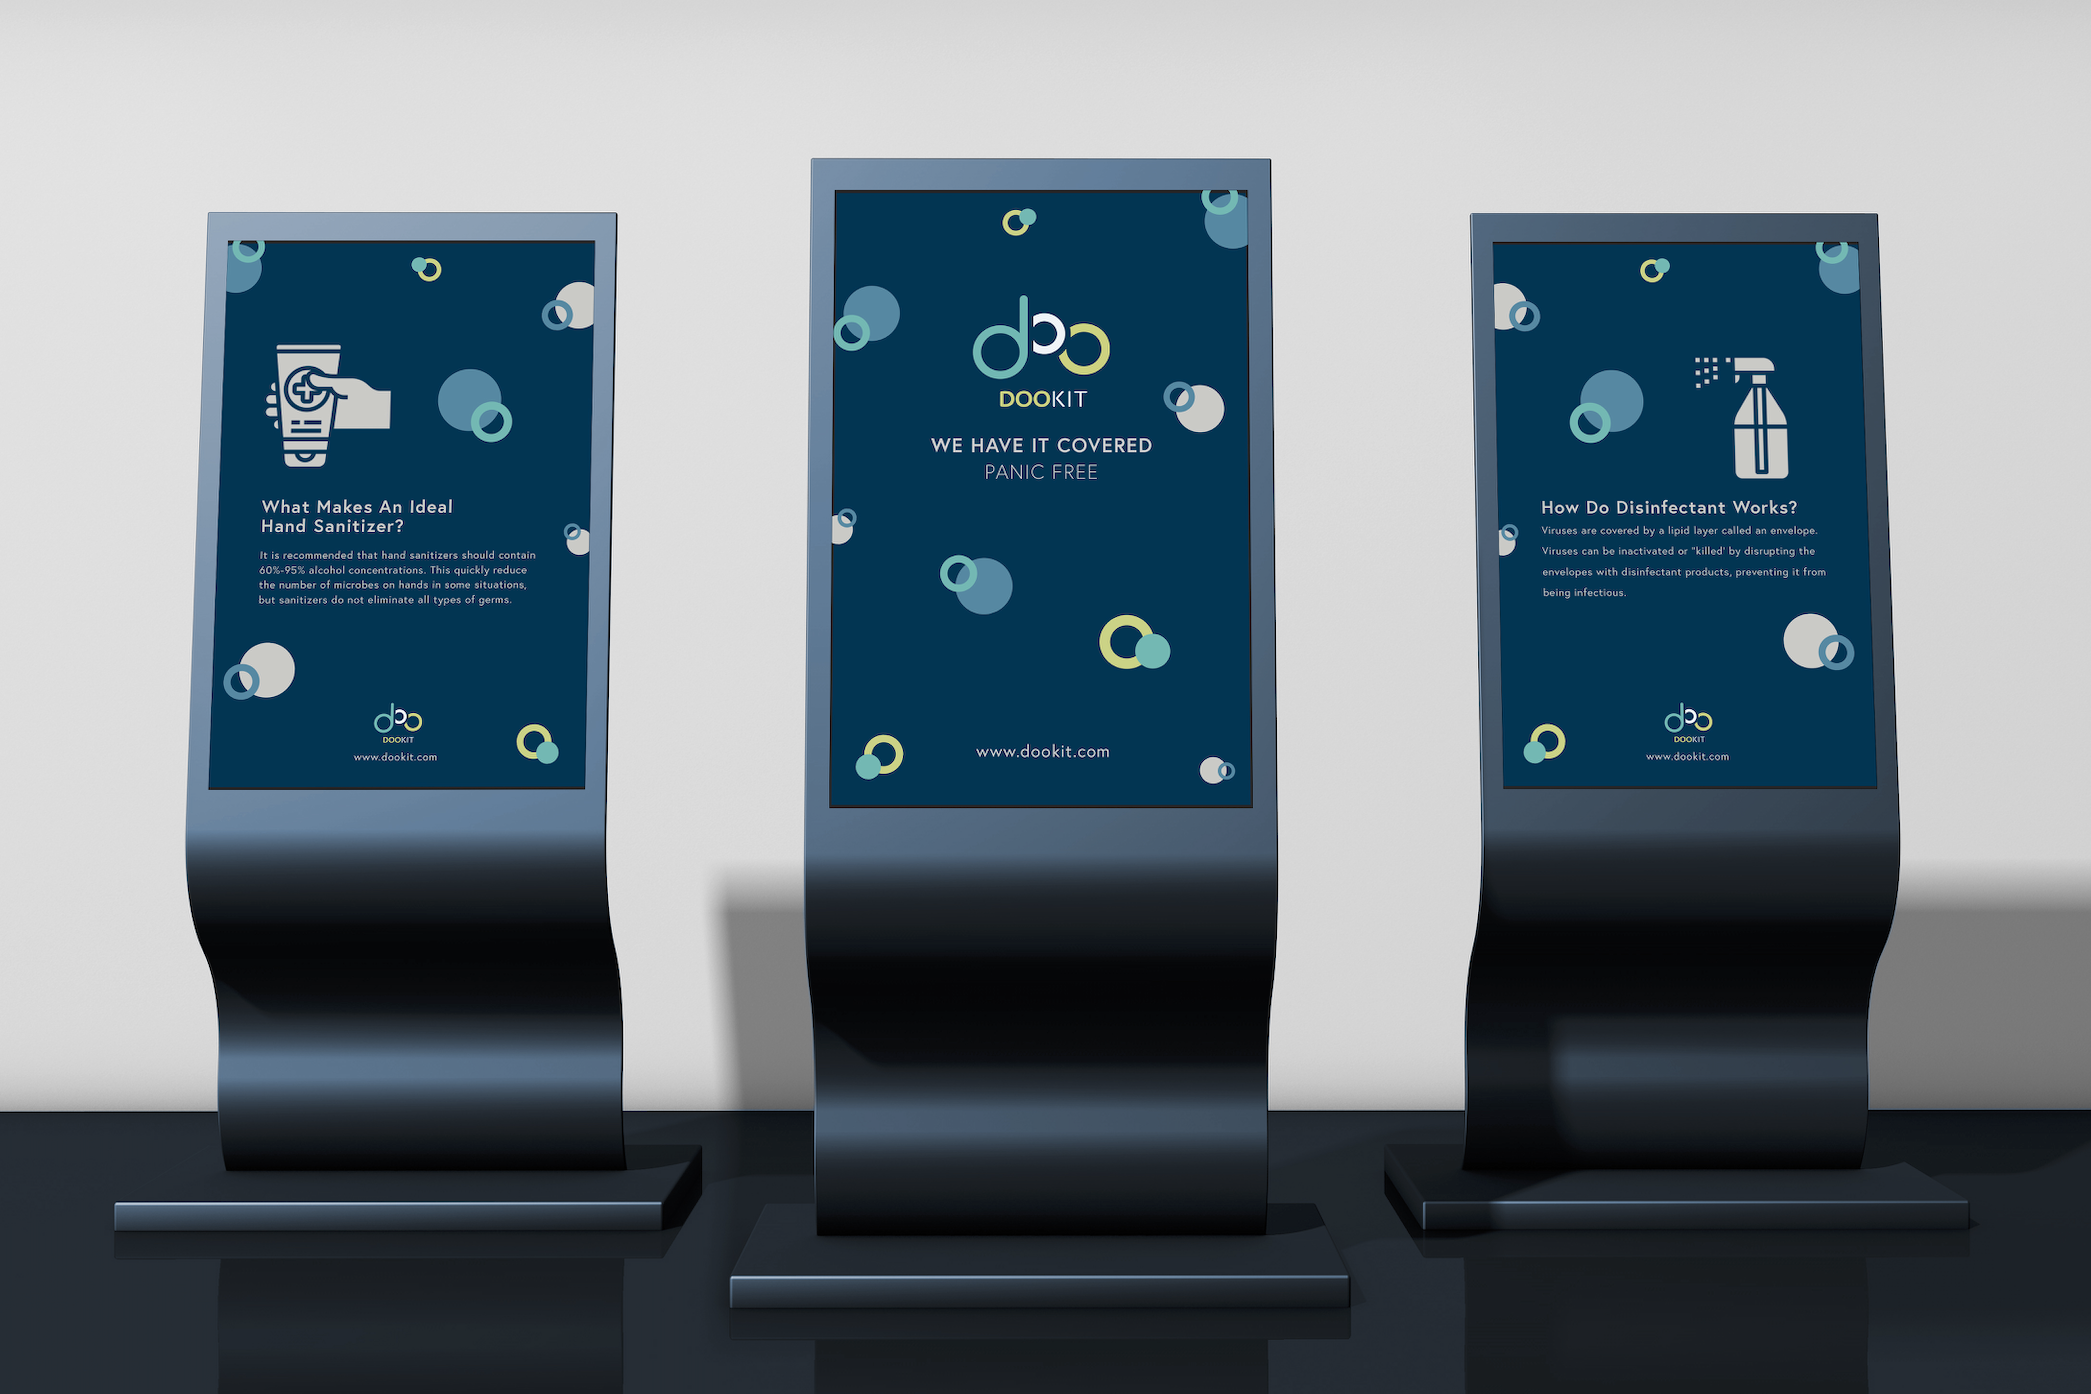 What Makes An Ideal
Hand Sanitizer?
It is recommended that hand sanitizers should contain
60%-95% alcohol concentrations. This quickly reduce
the number of microbes on hands in some situations,
but sanitizers do not eliminate all types of germs.
doo
DOOKIT
www.dookit.com
doo
DOOKIT
WE HAVE IT COVERED
PANIC FREE
www.dookit.com
How Do Disinfectant Works?
Viruses are covered by a lipid layer called an envelope.
Viruses can be inactivated or "killed' by disrupting the
envelopes with disinfectant products, preventing it from
being infectious.
doo
DOOKIT
www.dookit.com